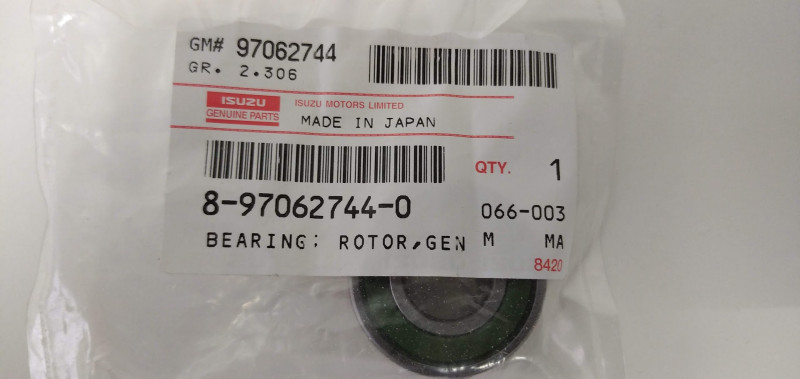 GM# 97062744
GR. 2.306
ISUZU
GENUINE PARTS
ISUZU MOTORS LIMITED
MADE IN JAPAN
QTY. 1
8-97062744-0 066-003
BEARING; ROTOR,GEN M MA
8420